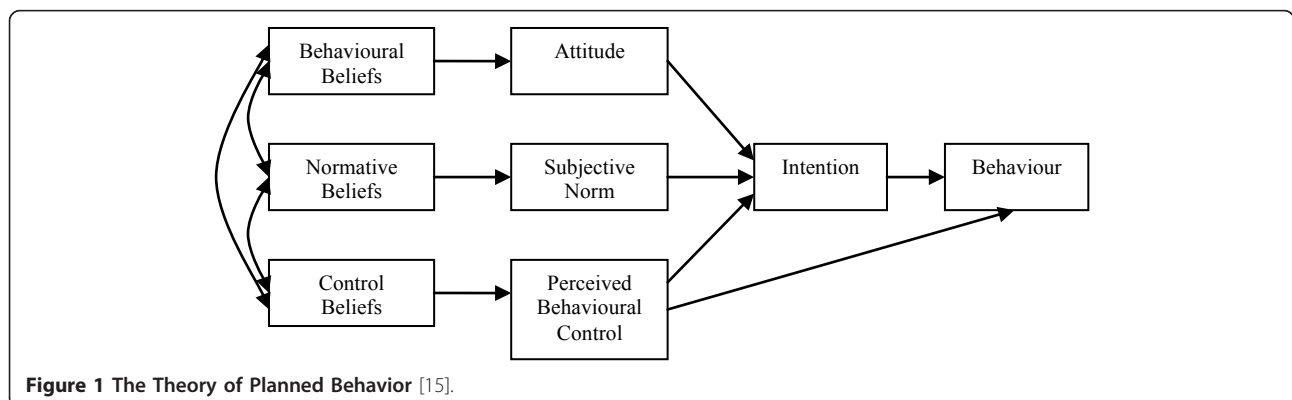 Behavioural
Beliefs
Attitude
Normative
Beliefs
Subjective
Norm
Intention
Behaviour
Control
Beliefs
Perceived
Behavioural
Control
Figure 1 The Theory of Planned Behavior [15].